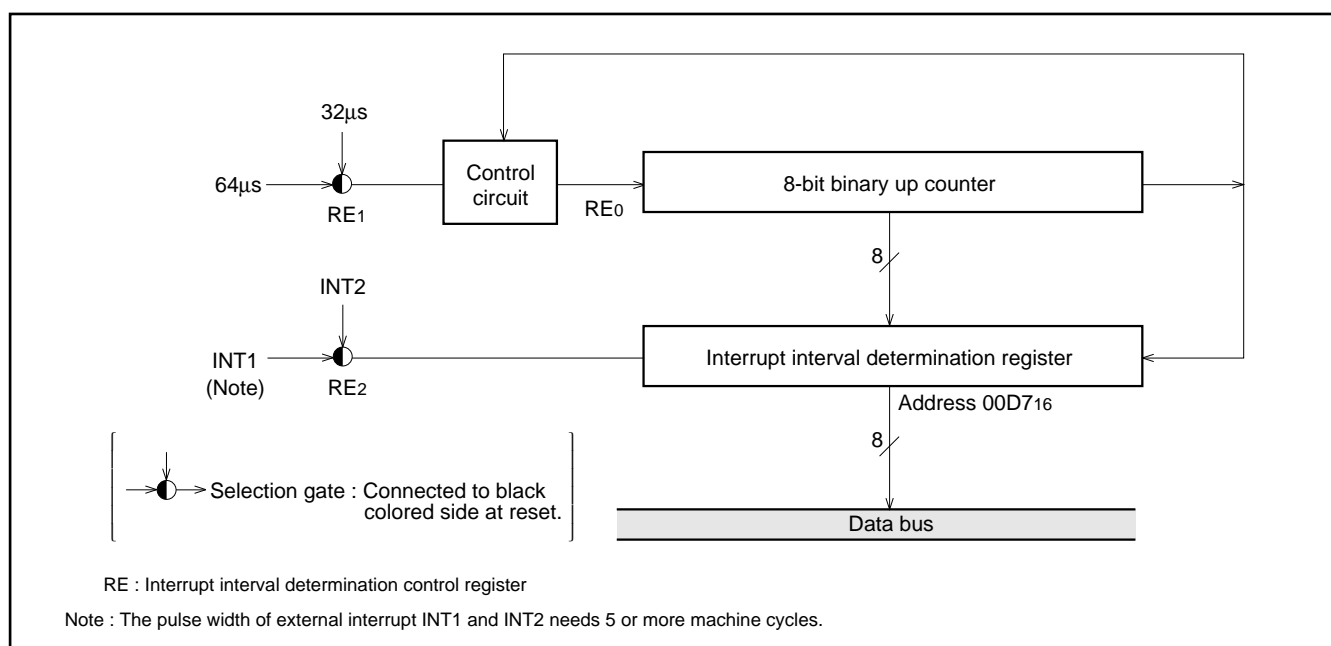 32μs
64μs
RE1
Control
circuit
RE0
8-bit binary up counter
8
INT2
INT1
(Note)
RE2
Interrupt interval determination register
Address 00D716
8
Selection gate : Connected to black
colored side at reset.
Data bus
RE : Interrupt interval determination control register
Note : The pulse width of external interrupt INT1 and INT2 needs 5 or more machine cycles.